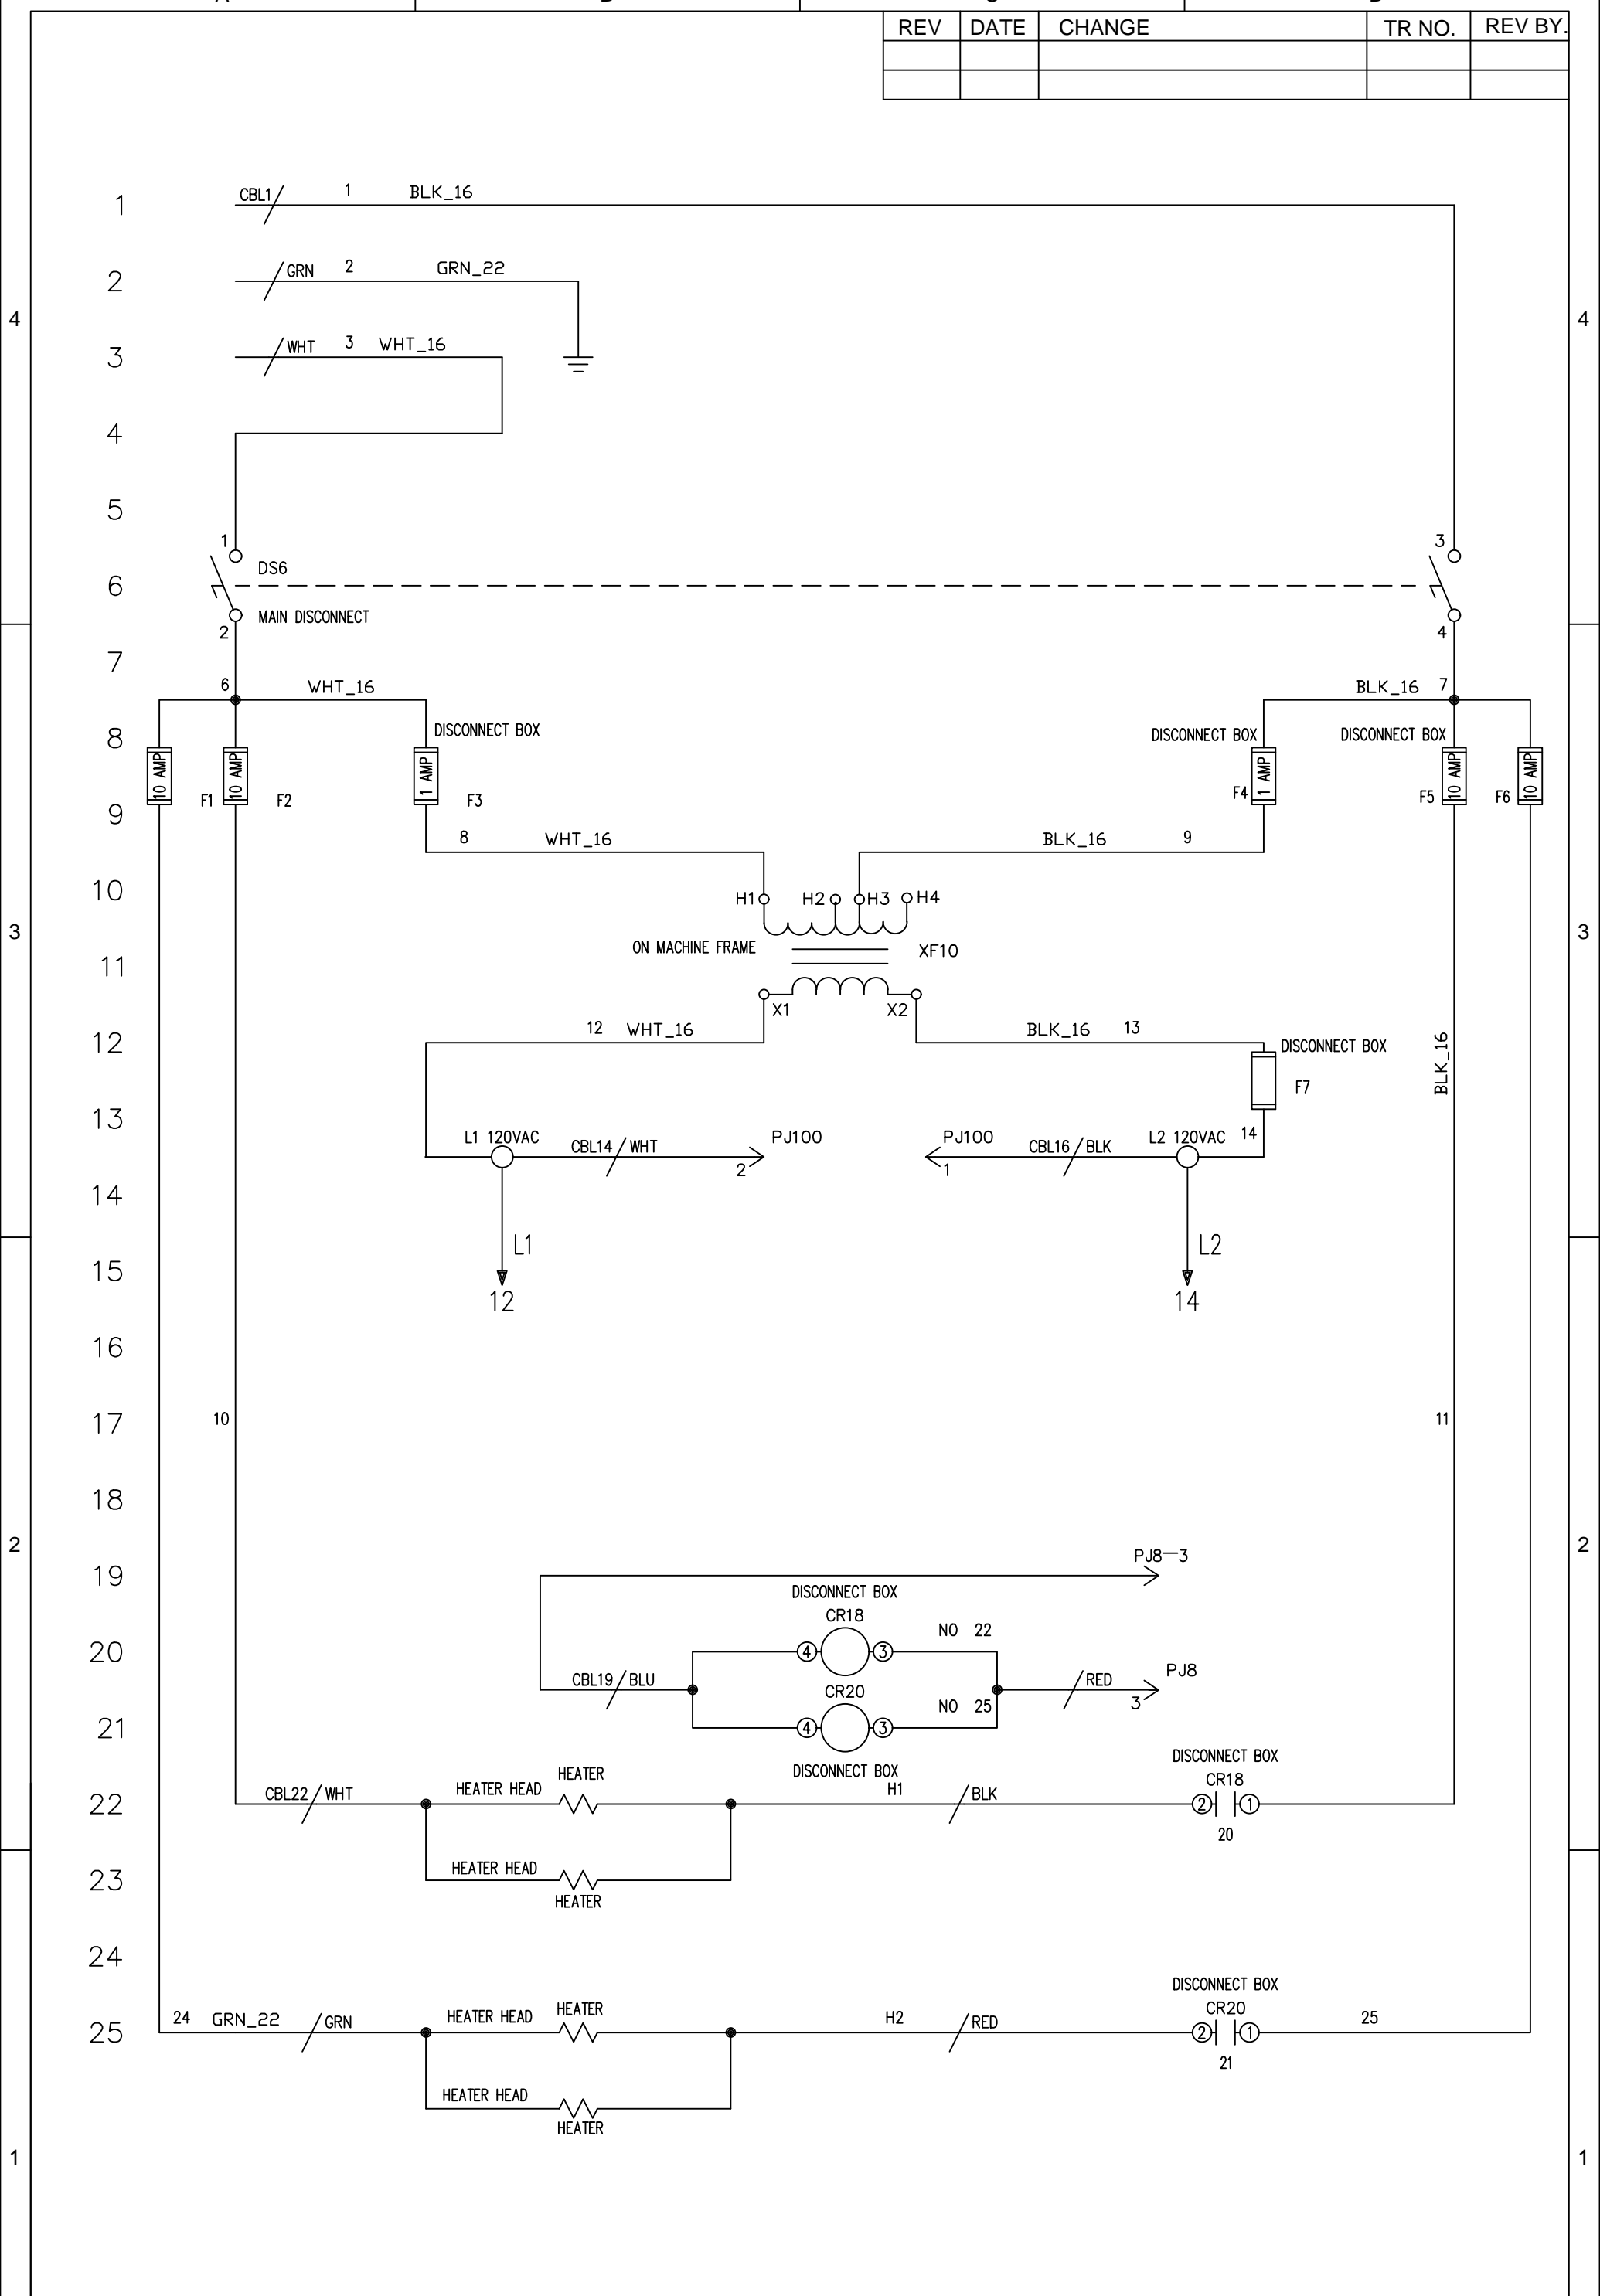 REV DATE CHANGE TR NO. REV BY.
1 CBL1 1 BLK_16
2 GRN 2 GRN_22
4 4
3 WHT 3 WHT_16
4
5
1 3
DS6
6
MAIN DISCONNECT
2 4
7
6 WHT_16 BLK_16 7
8 DISCONNECT BOX DISCONNECT BOX DISCONNECT BOX
10 AMP 10 AMP 1 AMP 1 AMP 10 AMP 10 AMP
9 F1 F2 F3 F4 F5 F6
8 WHT_16 BLK_16 9
10 H1 H2 H3 H4
3 3
ON MACHINE FRAME XF10
11
X1 X2
12 12 WHT_16 BLK_16 13 DISCONNECT BOX
BLK_16
F7
13
L1 120VAC CBL14 WHT PJ100 PJ100 CBL16 BLK L2 120VAC 14
2 1
14
L1 L2
15
12 14
16
17 10 11
18
2 2
19 PJ8-3
DISCONNECT BOX
CR18
20 4 3 NO 22
CBL19 BLU RED PJ8
3
CR20
21 4 3 NO 25
DISCONNECT BOX
DISCONNECT BOX
22 CBL22 WHT HEATER HEAD HEATER H1 BLK CR18
2 1
20
23 HEATER HEAD
HEATER
24
DISCONNECT BOX
25 24 GRN_22 GRN HEATER HEAD HEATER H2 RED CR20 25
2 1
21
HEATER HEAD
HEATER
1 1